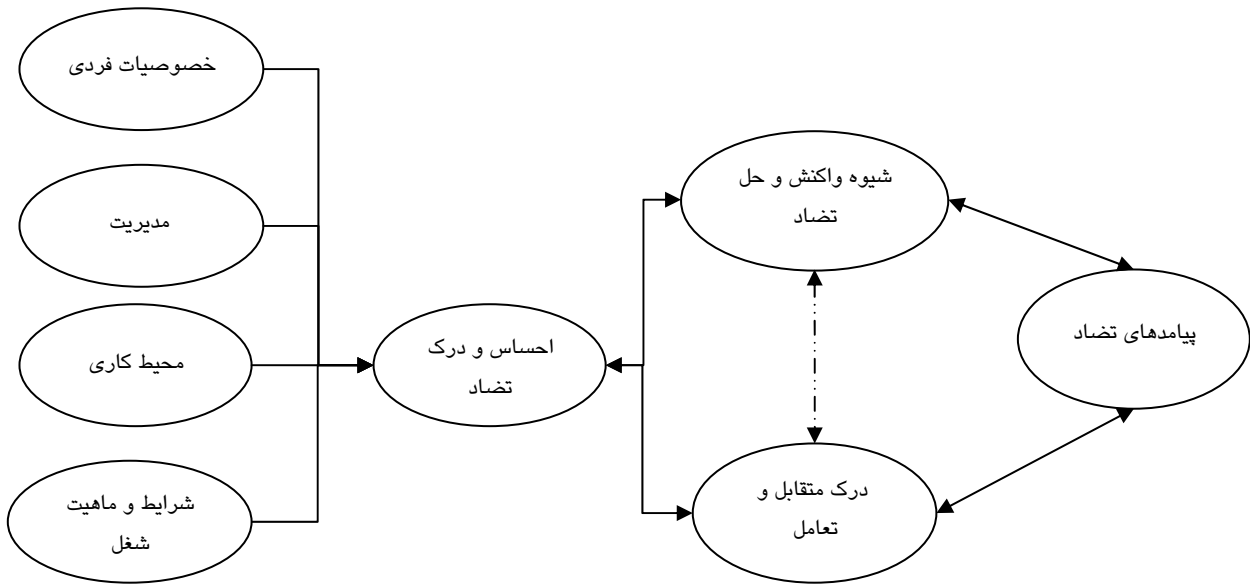 خصوصیات فردی
مدیریت
محیط کاری
شرایط و ماهیت
شغل
احساس و درک
تضاد
شیوه واکنش و حل
تضاد
درک متقابل و
تعامل
پیامدهای تضاد